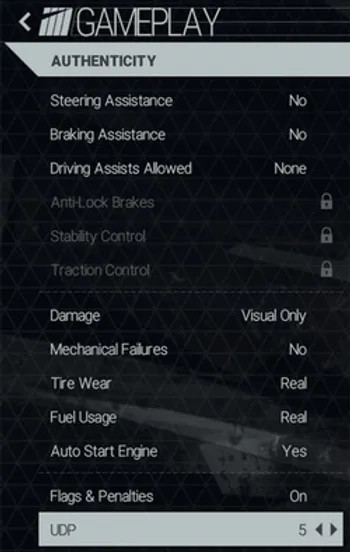 GAMEPLAY
AUTHENTICITY
Steering Assistance No
Braking Assistance No
Driving Assists Allowed None
Anti-Lock Brakes
Stability Control
Traction Control
Damage Visual Only
Mechanical Failures No
Tire Wear Real
Fuel Usage Real
Auto Start Engine Yes
Flags & Penalties On
UDP 5